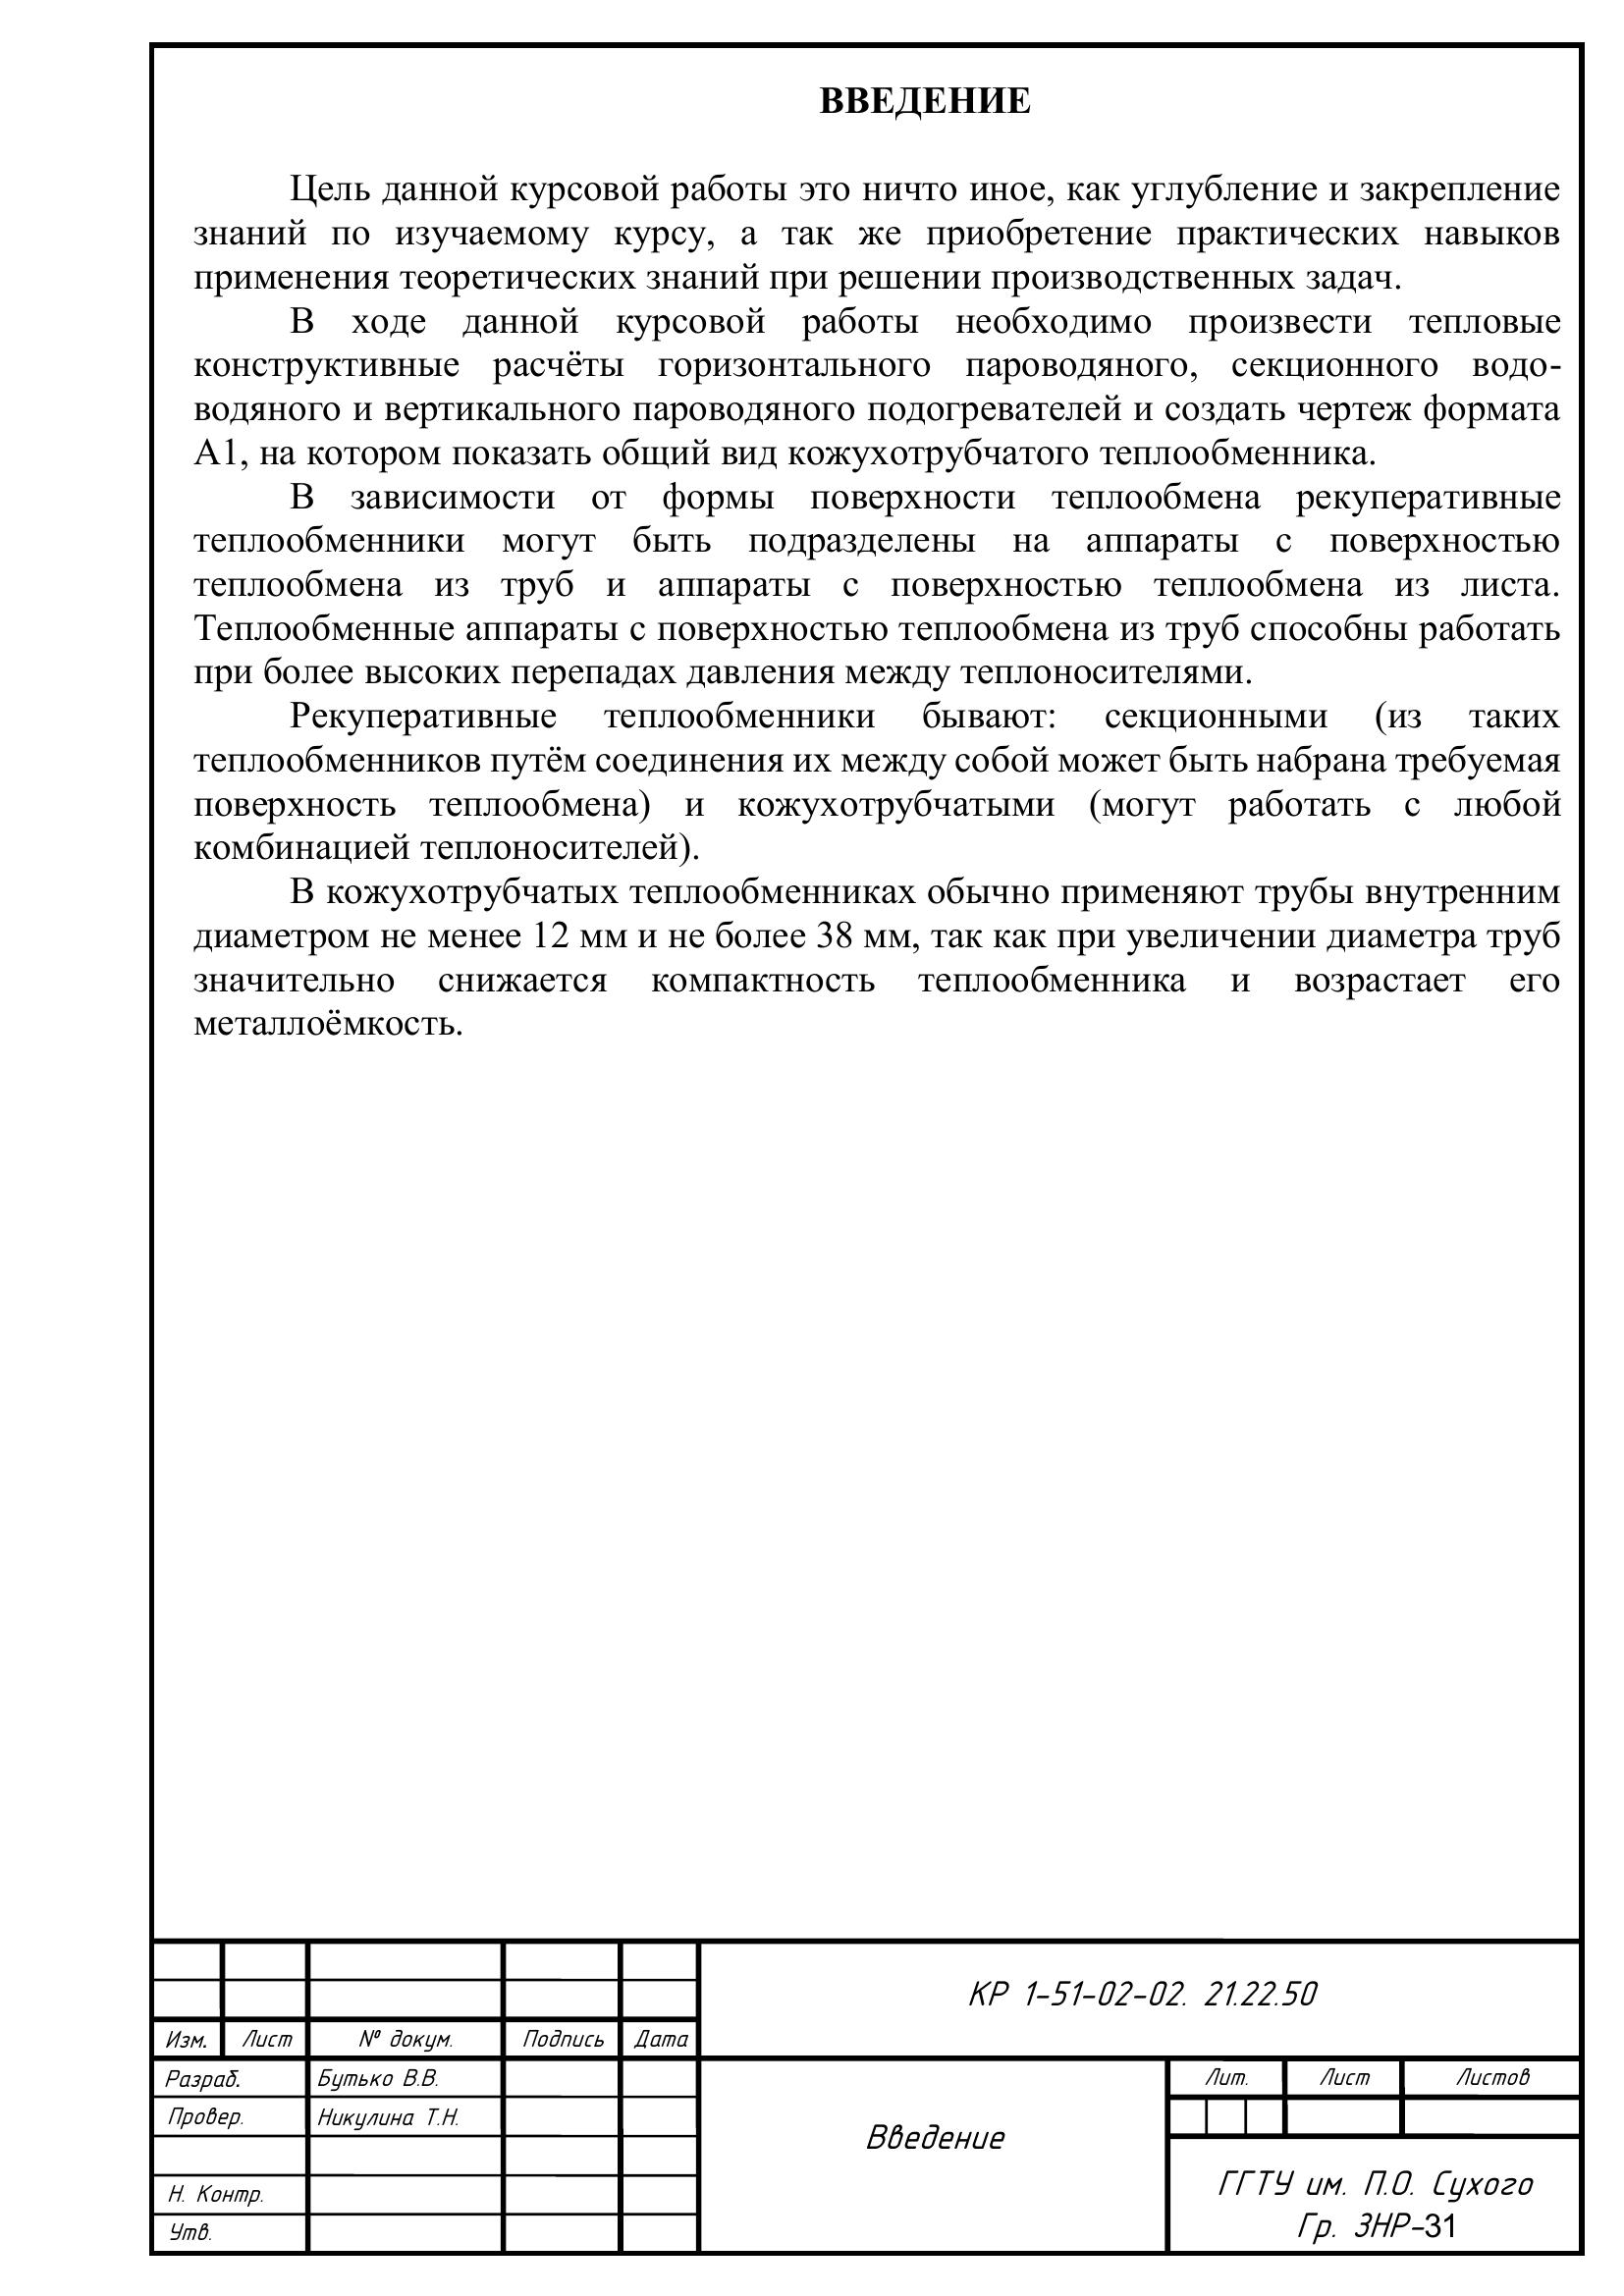 ВВЕДЕНИЕ
Цель данной курсовой работы это ничто иное, как углубление и закрепление
знаний по изучаемому курсу, а так же приобретение практических навыков
применения теоретических знаний при решении производственных задач.
В ходе данной курсовой работы необходимо произвести тепловые
конструктивные расчёты горизонтального пароводяного, секционного водо-
водяного и вертикального пароводяного подогревателей и создать чертеж формата
А1, на котором показать общий вид кожухотрубчатого теплообменника.
В зависимости от формы поверхности теплообмена рекуперативные
теплообменники могут быть подразделены на аппараты с поверхностью
теплообмена из труб и аппараты с поверхностью теплообмена из листа.
Теплообменные аппараты с поверхностью теплообмена из труб способны работать
при более высоких перепадах давления между теплоносителями.
Рекуперативные теплообменники бывают: секционными (из таких
теплообменников путём соединения их между собой может быть набрана требуемая
поверхность теплообмена) и кожухотрубчатыми (могут работать с любой
комбинацией теплоносителей).
В кожухотрубчатых теплообменниках обычно применяют трубы внутренним
диаметром не менее 12 мм и не более 38 мм, так как при увеличении диаметра труб
значительно снижается компактность теплообменника и возрастает его
металлоёмкость.
КР 1-51-02-02. 21.22.50
Изм. Лист № докум. Подпись Дата
Разраб. Бутько В.В.
Провер. Никулина Т.Н.
Н. Контр.
Утв.
Введение
Лит. Лист Листов
ГГТУ им. П.О. Сухого
Гр. ЗНР-31